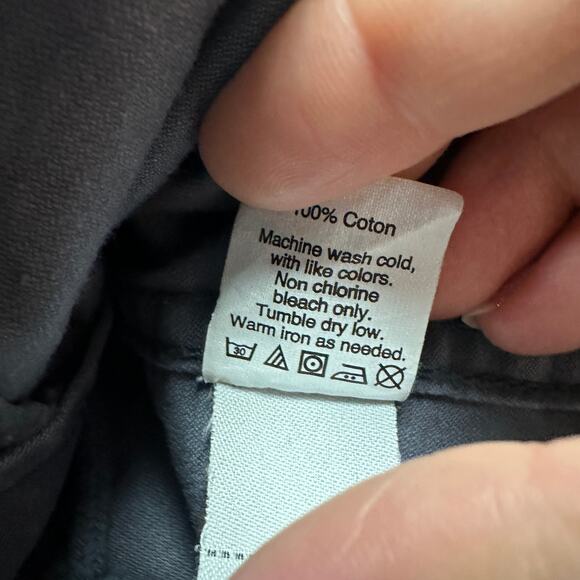 100% Coton
Machine wash cold,
with like colors.
Non chlorine
bleach only.
Tumble dry low.
Warm iron as needed.
30